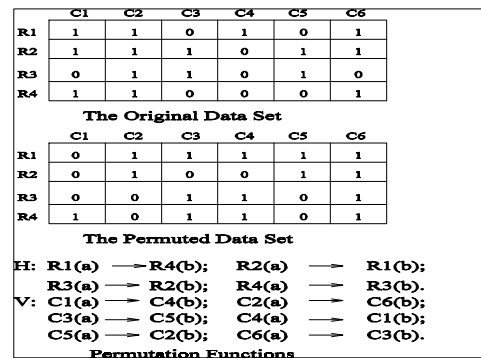 C1 C2 C3 C4 C5 C6
R1 1 1 0 1 0 1
R2 1 1 1 0 1 1
R3 0 1 1 0 1 0
R4 1 1 0 0 0 1
The Original Data Set
C1 C2 C3 C4 C5 C6
R1 0 1 1 1 1 1
R2 0 1 0 0 1 1
R3 0 0 1 1 0 1
R4 1 0 1 1 0 1
The Permuted Data Set
H: R1(a) → R4(b); R2(a) → R1(b);
R3(a) → R2(b); R4(a) → R3(b).
V: C1(a) → C4(b); C2(a) → C6(b);
C3(a) → C5(b); C4(a) → C1(b);
C5(a) → C2(b); C6(a) → C3(b).
Permutation Functions